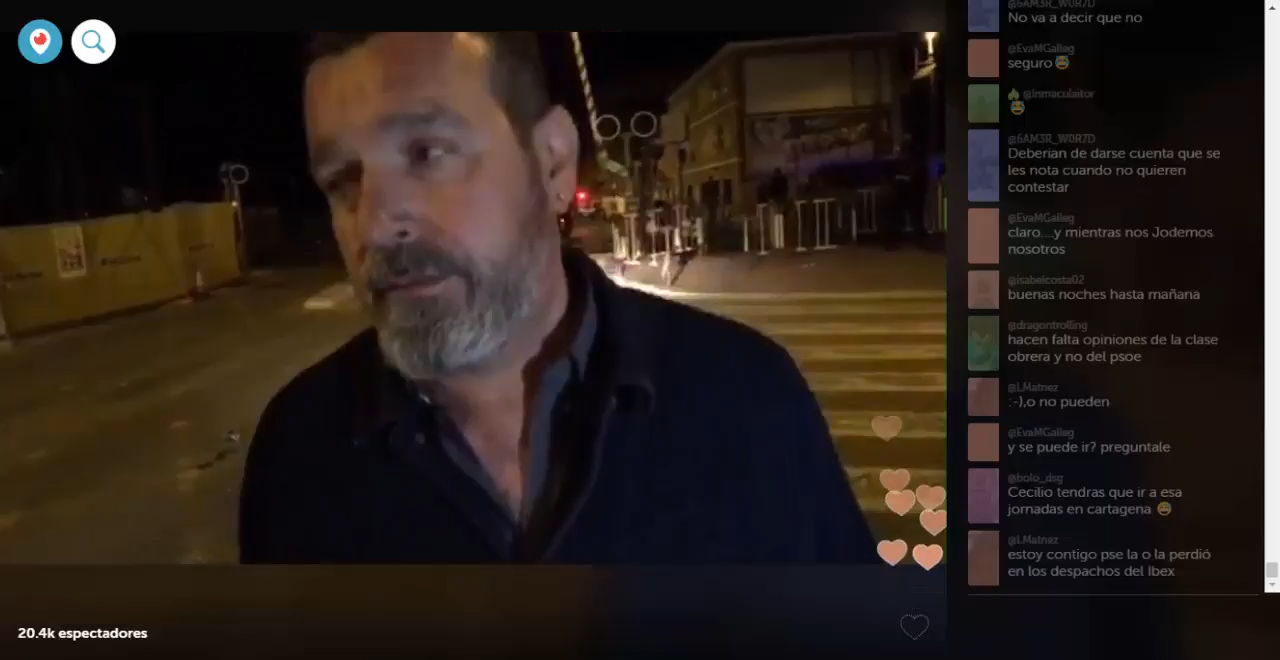 @6AM3R_W0R7D
No va a decir que no
@EvaMGalleg
seguro
@Inmaculaitor
@6AM3R_W0R7D
Deberian de darse cuenta que se
les nota cuando no quieren
contestar
@EvaMGalleg
claro....y mientras nos Jodemos
nosotros
@isabelcosta02
buenas noches hasta mañana
@dragontrolling
hacen falta opiniones de la clase
obrera y no del psoe
@LMatnez
:-),o no pueden
@EvaMGalleg
y se puede ir? preguntale
@bolo_dsg
Cecilio tendras que ir a esa
jornadas en cartagena
@LMatnez
estoy contigo pse la o la perdió
en los despachos del Ibex
20.4k espectadores